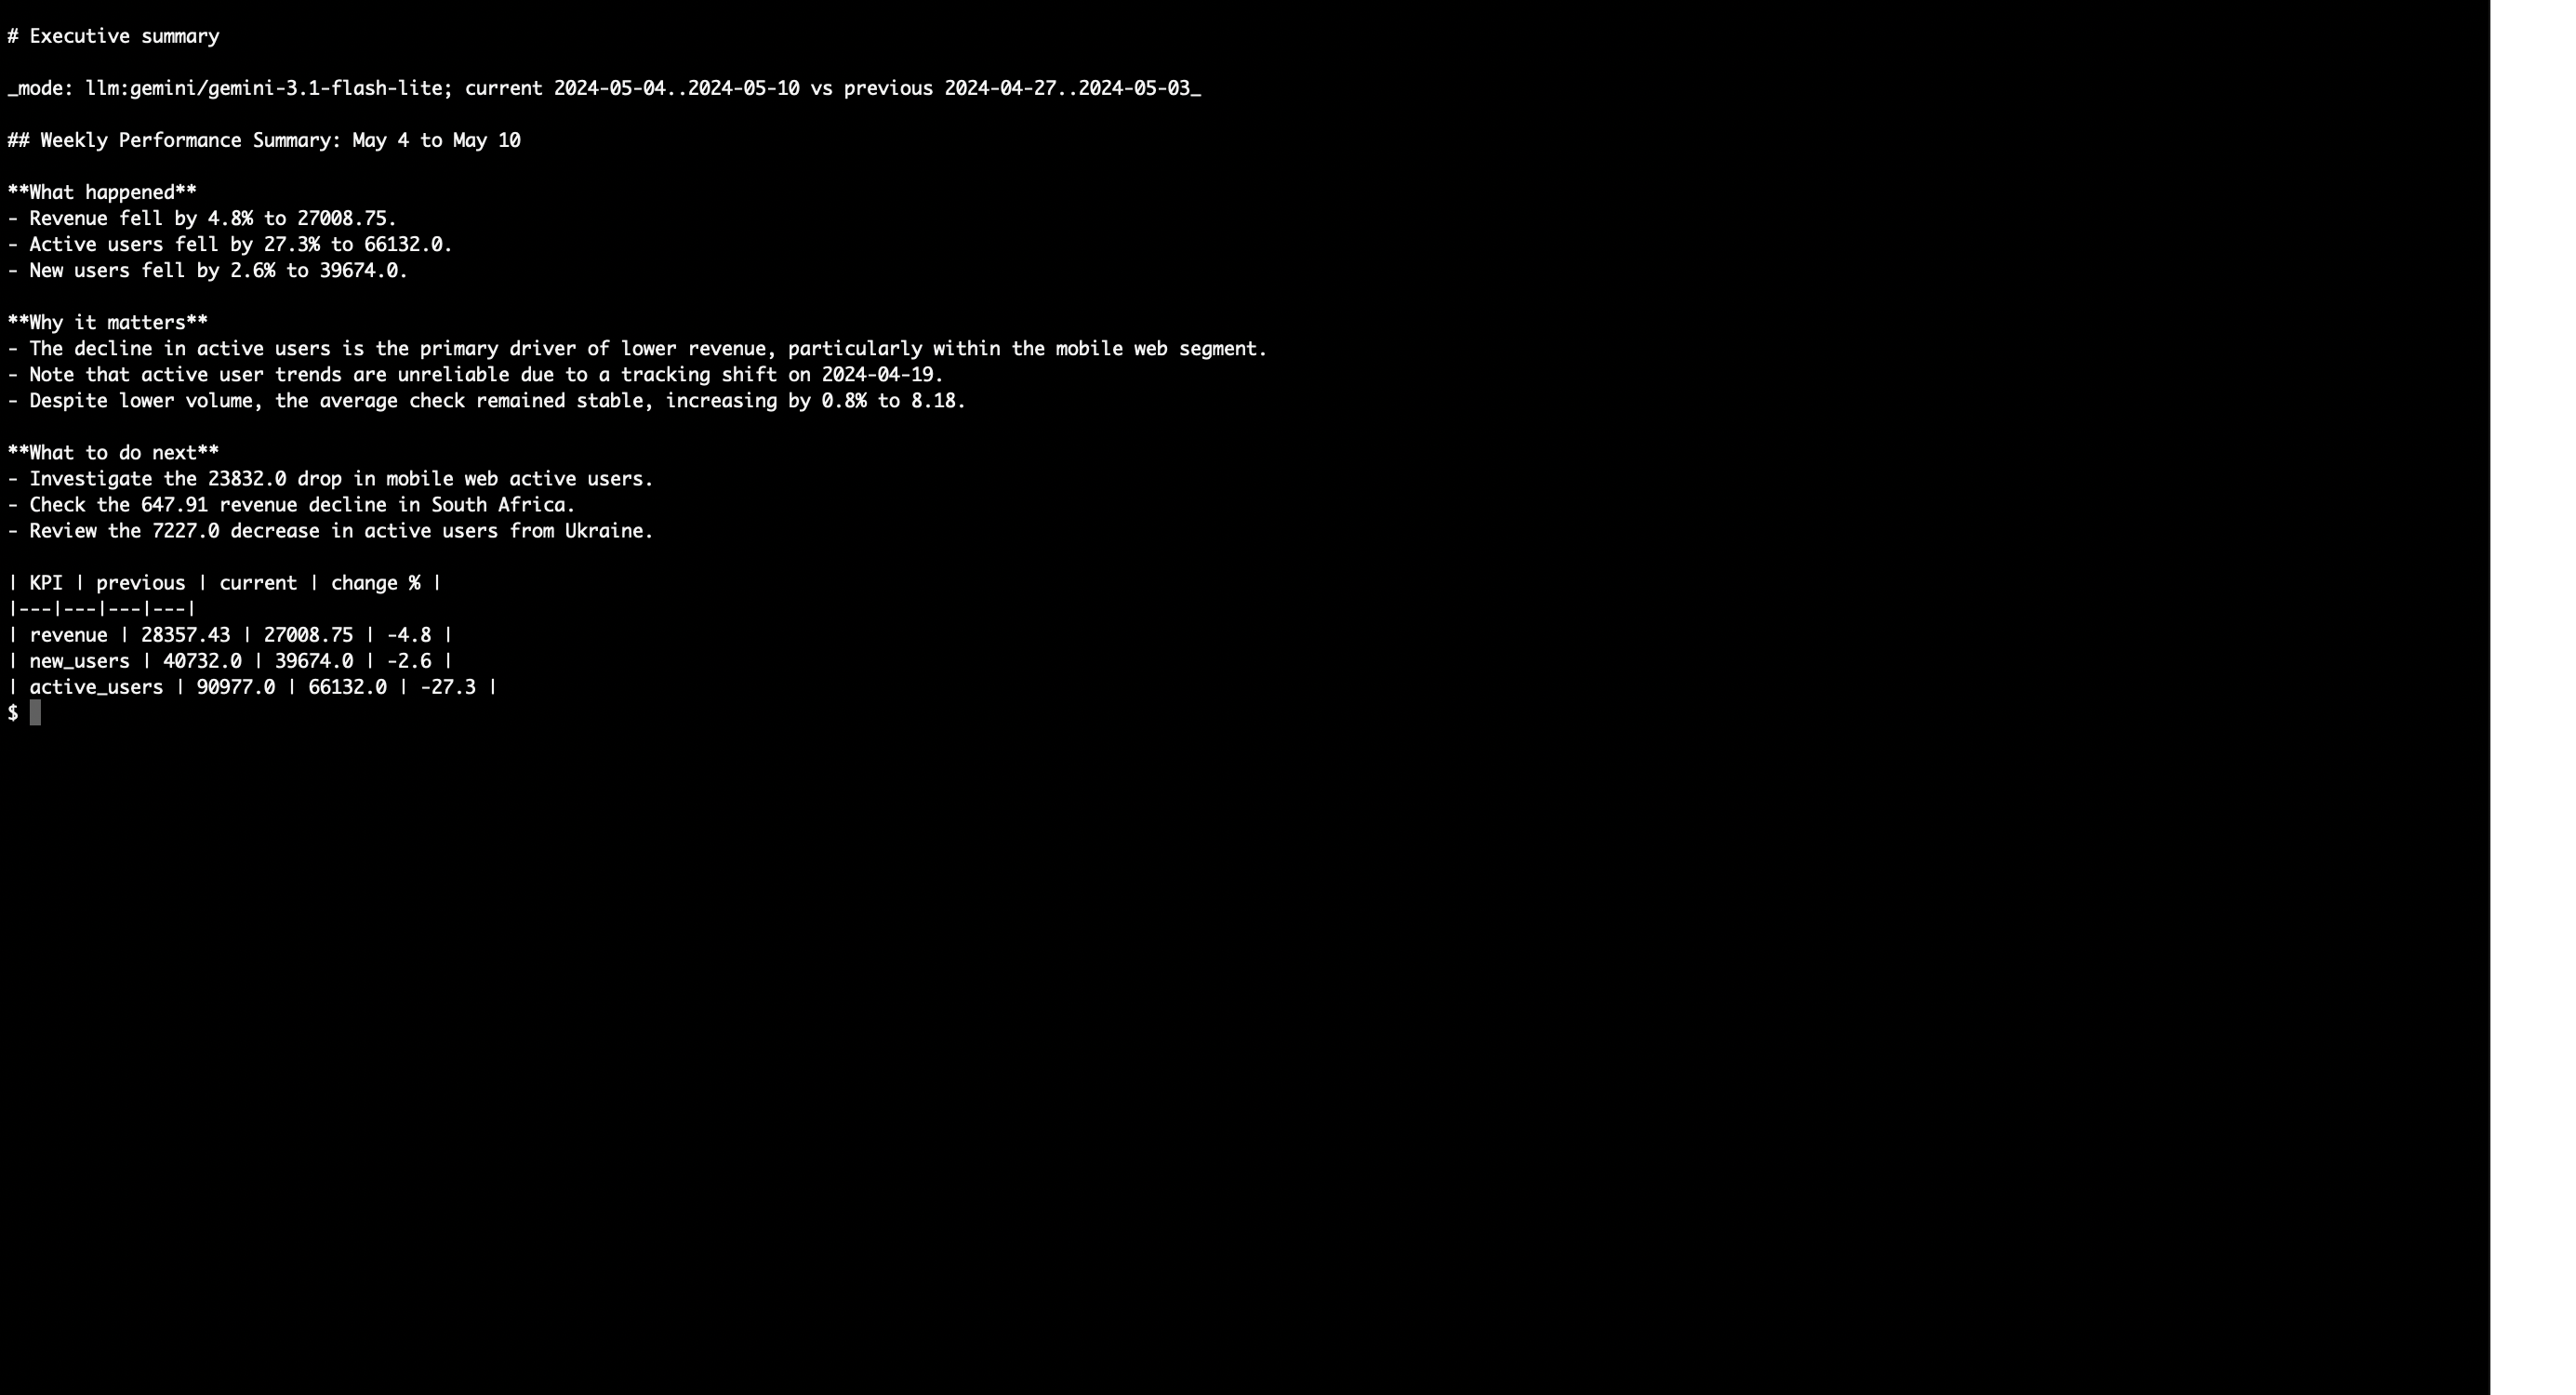 # Executive summary
_mode: llm:gemini/gemini-3.1-flash-lite; current 2024-05-04..2024-05-10 vs previous 2024-04-27..2024-05-03_
## Weekly Performance Summary: May 4 to May 10
**What happened**
- Revenue fell by 4.8% to 27008.75.
- Active users fell by 27.3% to 66132.0.
- New users fell by 2.6% to 39674.0.
**Why it matters**
- The decline in active users is the primary driver of lower revenue, particularly within the mobile web segment.
- Note that active user trends are unreliable due to a tracking shift on 2024-04-19.
- Despite lower volume, the average check remained stable, increasing by 0.8% to 8.18.
**What to do next**
- Investigate the 23832.0 drop in mobile web active users.
- Check the 647.91 revenue decline in South Africa.
- Review the 7227.0 decrease in active users from Ukraine.
| KPI | previous | current | change % |
|---|---|---|---|
| revenue | 28357.43 | 27008.75 | -4.8 |
| new_users | 40732.0 | 39674.0 | -2.6 |
| active_users | 90977.0 | 66132.0 | -27.3 |
$